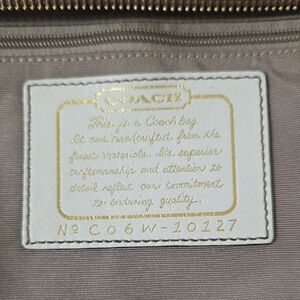 COACH
This is a Coach bag.
It was handcrafted from the
finest materials. Its superior
craftsmanship and attention to
detail reflect our commitment
to enduring quality.
Nº C06W-10127